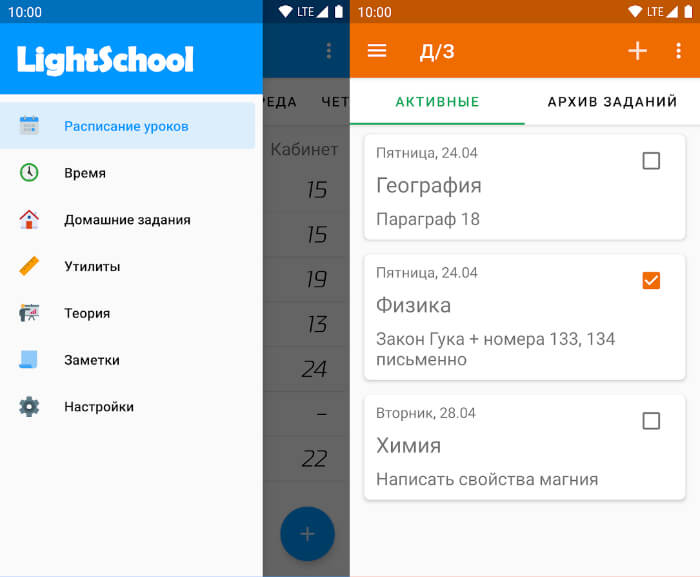 10:00
LTE
LightSchool
Расписание уроков
Время
Домашние задания
Утилиты
Теория
Заметки
Настройки
РЕДА ЧЕТ
Кабинет
15
15
19
13
24
–
22
+
10:00
LTE
Д/З
АКТИВНЫЕ АРХИВ ЗАДАНИЙ
Пятница, 24.04
География
Параграф 18
Пятница, 24.04
Физика
Закон Гука + номера 133, 134
письменно
Вторник, 28.04
Химия
Написать свойства магния